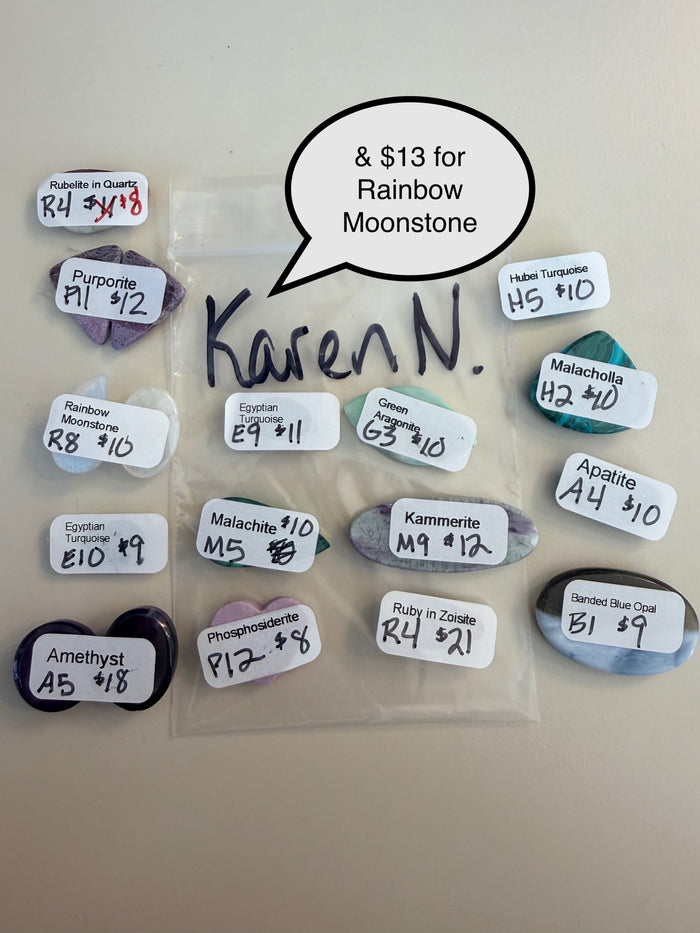 & $13 for
Rainbow
Moonstone
Karen N.
Rubelite in Quartz
R4 $8
Purporite
$12
Rainbow
Moonstone
R8 $10
Egyptian
Turquoise
E10 $9
Amethyst
A5 $18
Egyptian
Turquoise
E9 $11
Green
Aragonite
G3 $10
Malachite $10
M5
Kammerite
M9 $12
Phosphosiderite
P12 $8
Ruby in Zoisite
R4 $21
Hubei Turquoise
H5 $10
Malacholla
H2 $10
Apatite
A4 $10
Banded Blue Opal
B1 $9